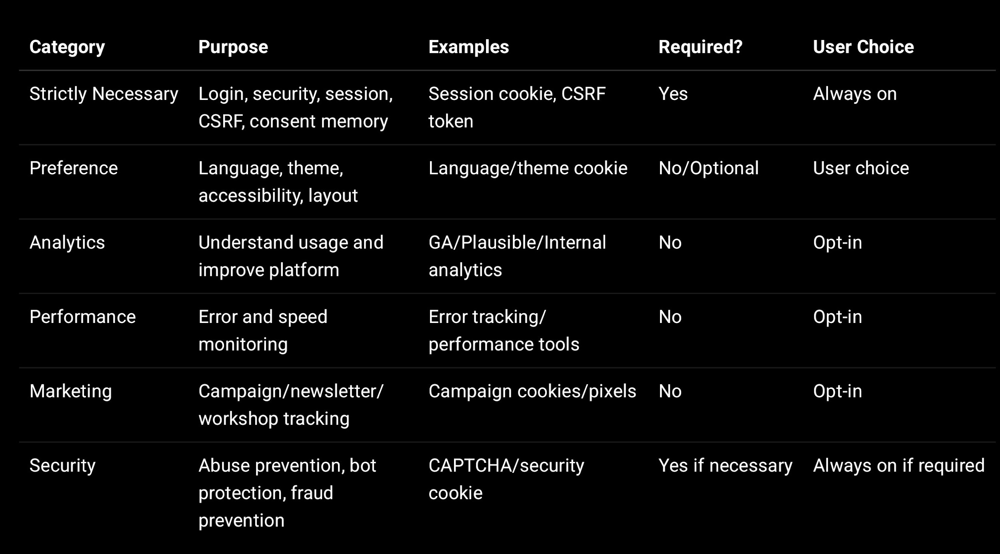 Category Purpose Examples Required? User Choice
Strictly Necessary Login, security, session, Session cookie, CSRF Yes Always on
CSRF, consent memory token
Preference Language, theme, Language/theme cookie No/Optional User choice
accessibility, layout
Analytics Understand usage and GA/Plausible/Internal No Opt-in
improve platform analytics
Performance Error and speed Error tracking/ No Opt-in
monitoring performance tools
Marketing Campaign/newsletter/ Campaign cookies/pixels No Opt-in
workshop tracking
Security Abuse prevention, bot CAPTCHA/security Yes if necessary Always on if required
protection, fraud cookie
prevention